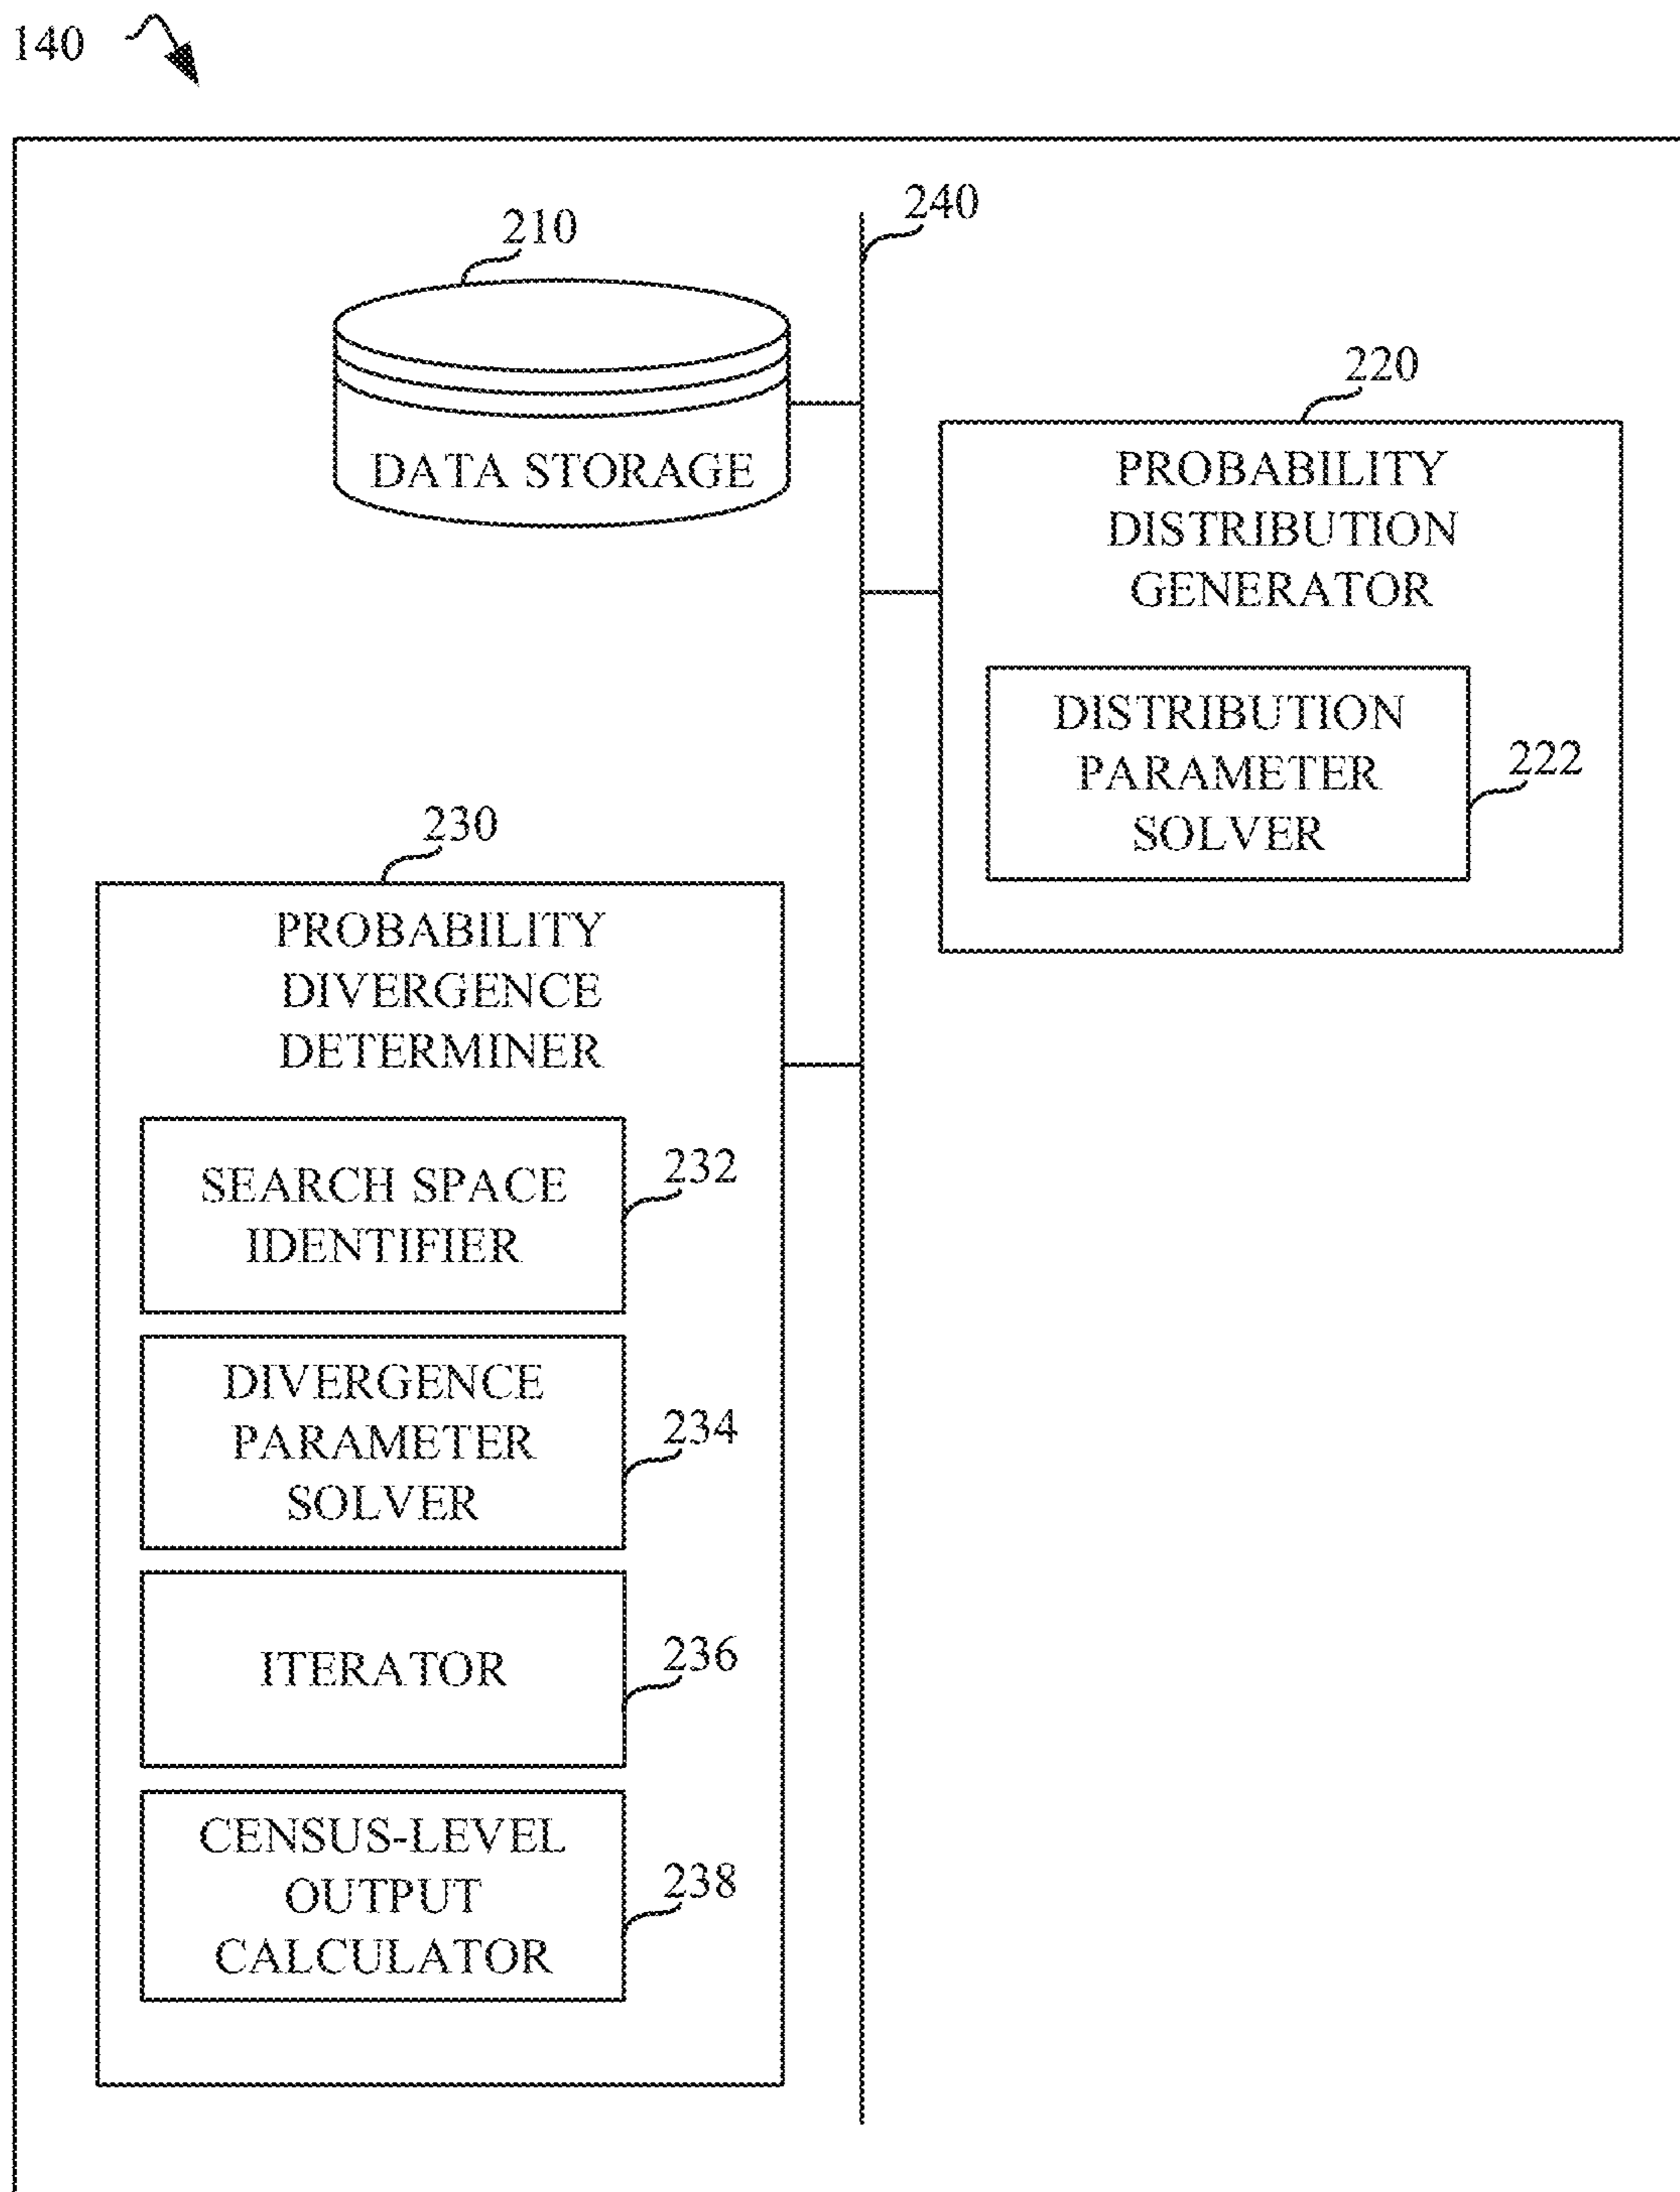 140
240
210
DATA STORAGE
220
PROBABILITY
DISTRIBUTION
GENERATOR
DISTRIBUTION
PARAMETER
SOLVER
222
230
PROBABILITY
DIVERGENCE
DETERMINER
SEARCH SPACE
IDENTIFIER
232
DIVERGENCE
PARAMETER
SOLVER
234
ITERATOR
236
CENSUS-LEVEL
OUTPUT
CALCULATOR
238